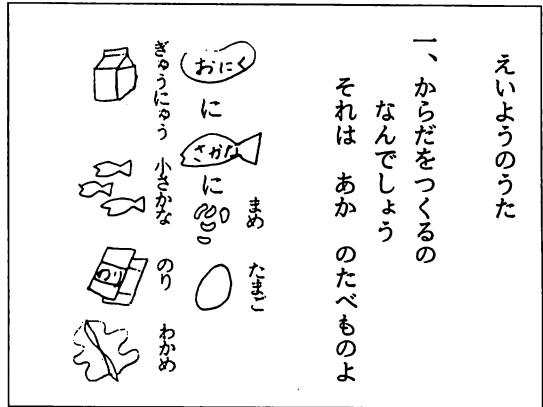 えいようのうた
一、からだをつくるの
なんでしょう
それは あか のたべものよ
まめ たまご
おにく に さかな に
ぎゅうにゅう 小さかな のり わかめ
のり